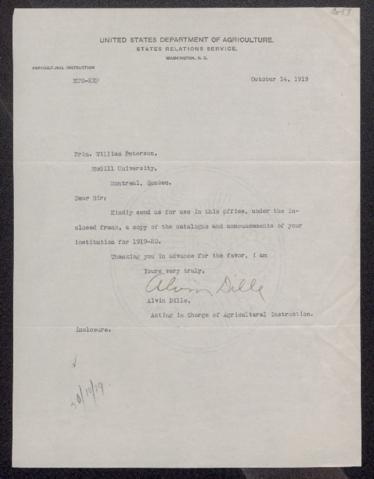 UNITED STATES DEPARTMENT OF AGRICULTURE.
STATES RELATIONS SERVICE.
WASHINGTON, D. C.
AGRICULTURAL INSTRUCTION
October 14, 1919
Prin. William Peterson,
McGill University,
Montreal, Quebec.
Dear Sir:
Kindly send us for use in this office, under the in-
closed frank, a copy of the catalogue and announcements of your
institution for 1919-20.
Thanking you in advance for the favor, I am
Yours very truly,
Alvin Dille
Alvin Dille,
Acting in Charge of Agricultural Instruction.
Inclosure.
30/10/19.